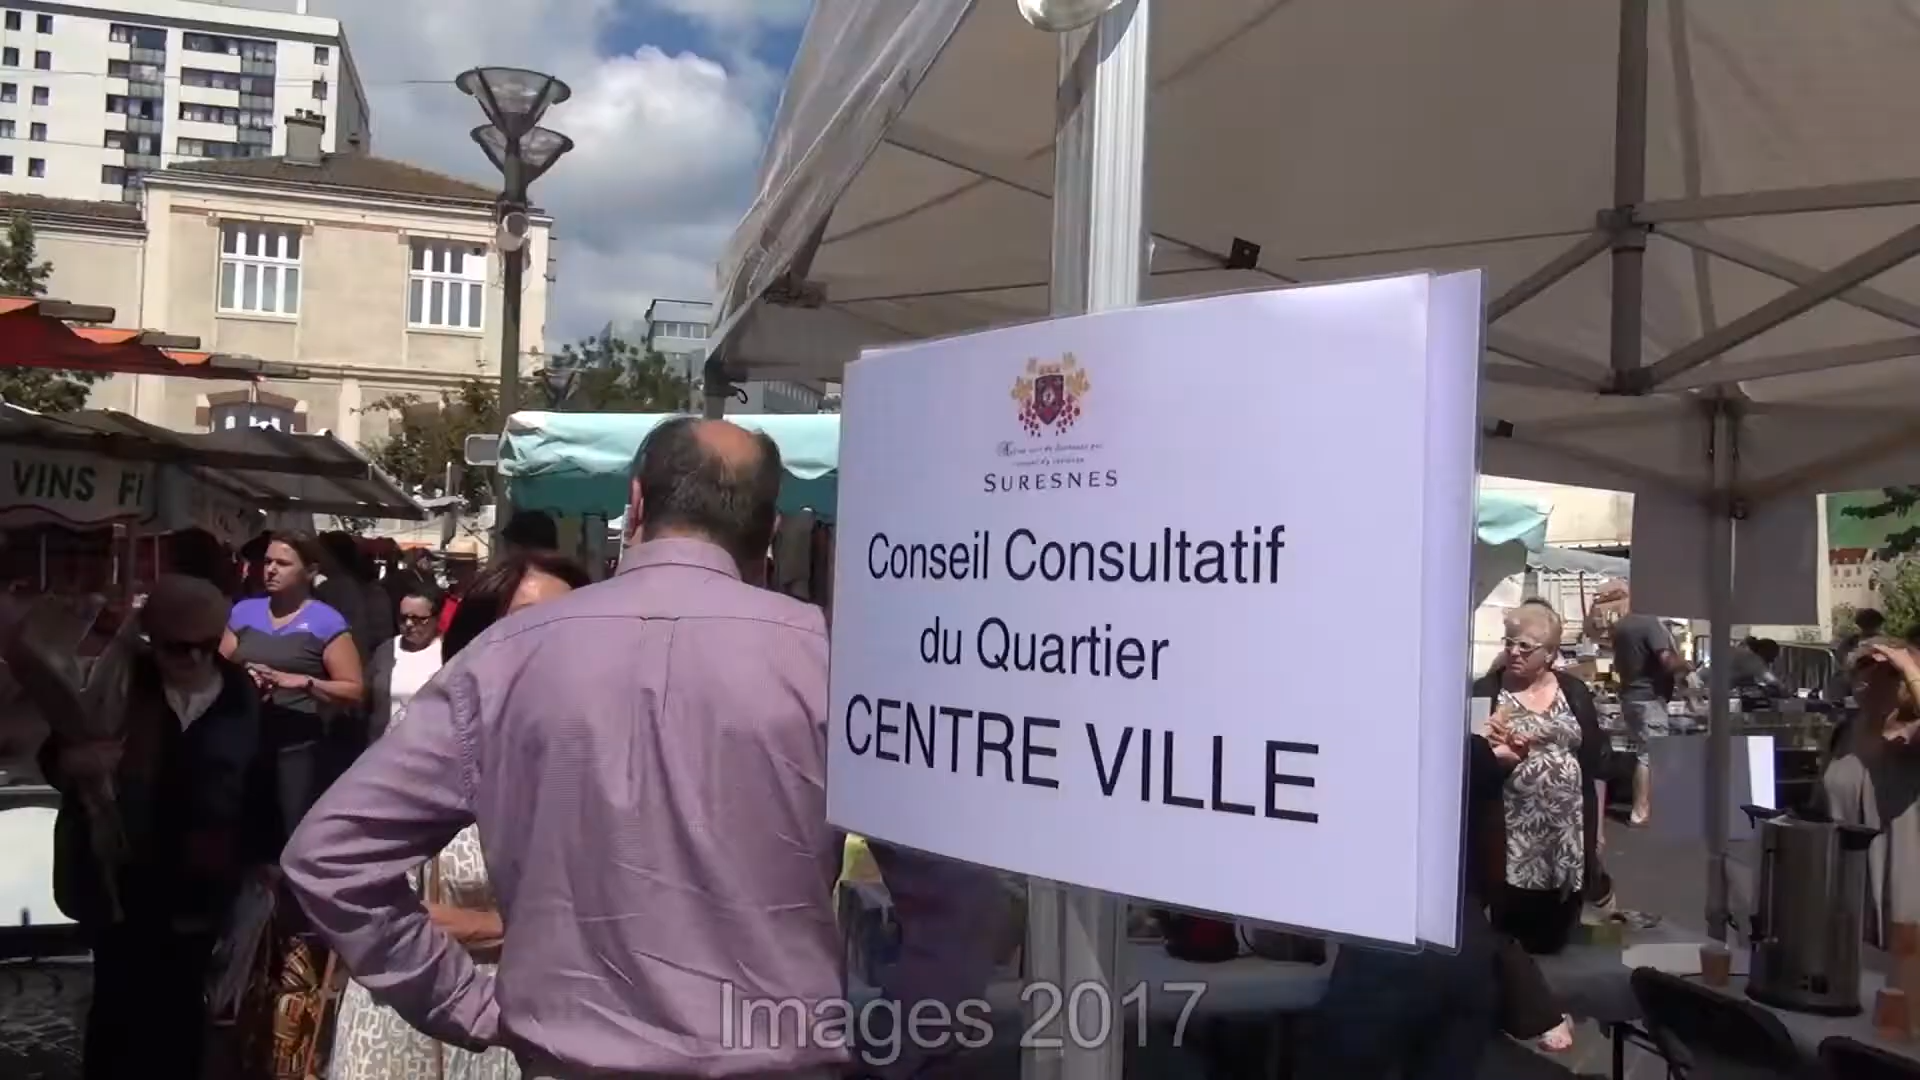 VINS FI
SURESNES
Conseil Consultatif
du Quartier
CENTRE VILLE
Images 2017